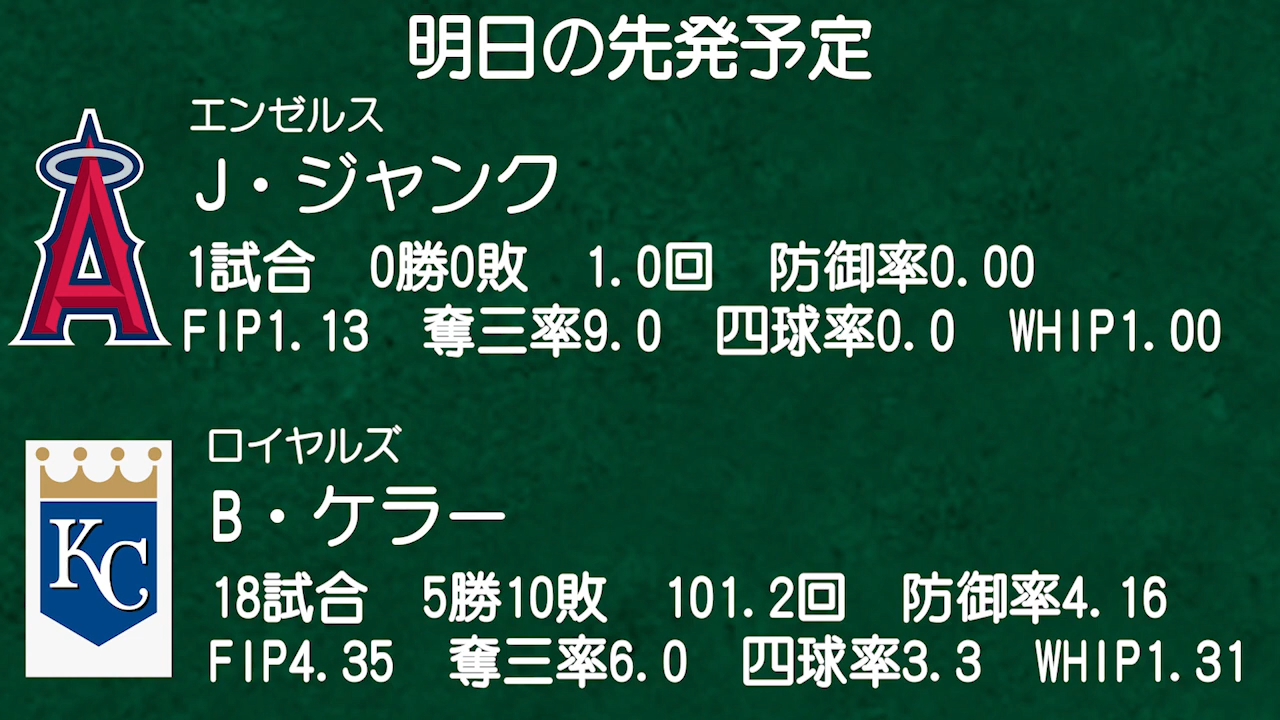 明日の先発予定
エンゼルス
J・ジャンク
1試合　0勝0敗　1.0回　防御率0.00
FIP1.13　奪三率9.0　四球率0.0　WHIP1.00
ロイヤルズ
B・ケラー
18試合　5勝10敗　101.2回　防御率4.16
FIP4.35　奪三率6.0　四球率3.3　WHIP1.31
A
KC